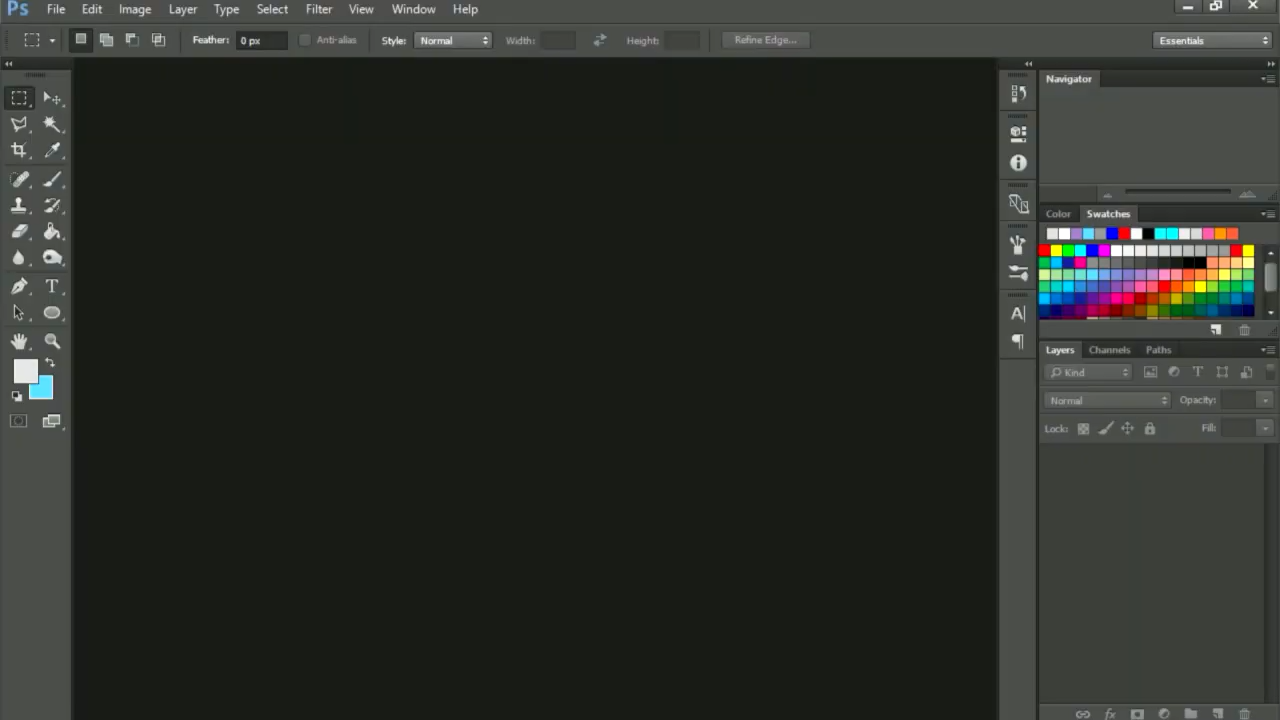 Ps File Edit Image Layer Type Select Filter View Window Help
Feather: 0 px Anti-alias Style: Normal Width: Height: Refine Edge... Essentials
Navigator
Color Swatches
Layers Channels Paths
Kind
Normal Opacity:
Lock: Fill: